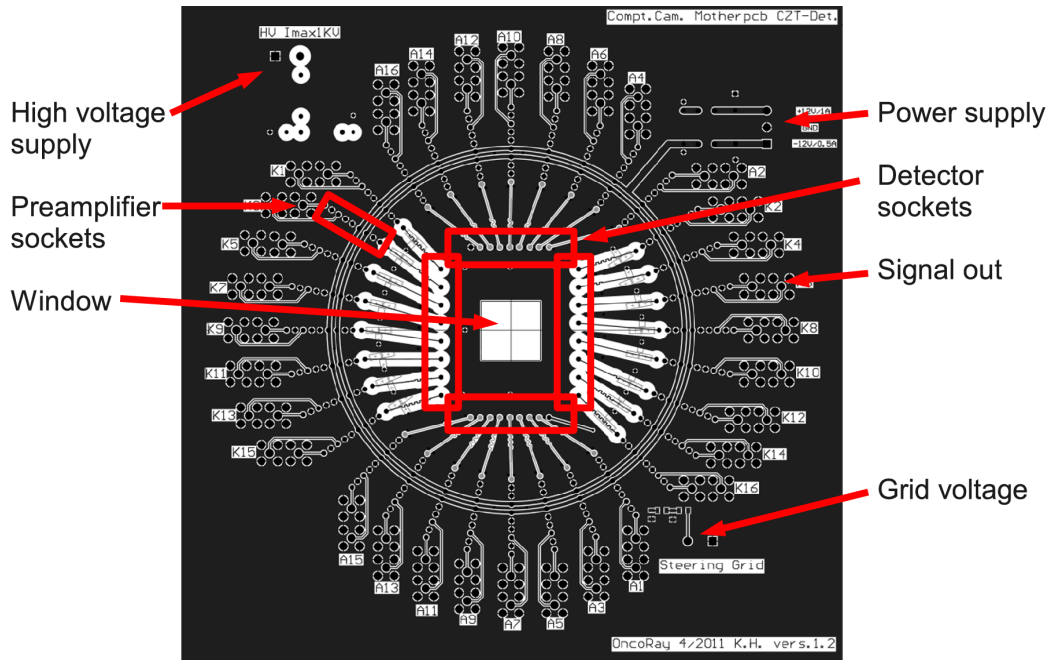 Compt.Cam. Motherpcb CZT-Det.
HV Imax1KV
A16
A14
A12
A10
A8
A6
A4
High voltage
supply
Power supply
+12V/1A
GND
-12V/0.5A
K1
A2
Detector
sockets
Preamplifier
sockets
K2
K5
K4
Signal out
K7
Window
K9
K8
K11
K10
K13
K12
K15
K14
K16
Grid voltage
Steering Grid
A15
A13
A11
A9
A7
A5
A3
A1
OncoRay 4/2011 K.H. vers.1.2